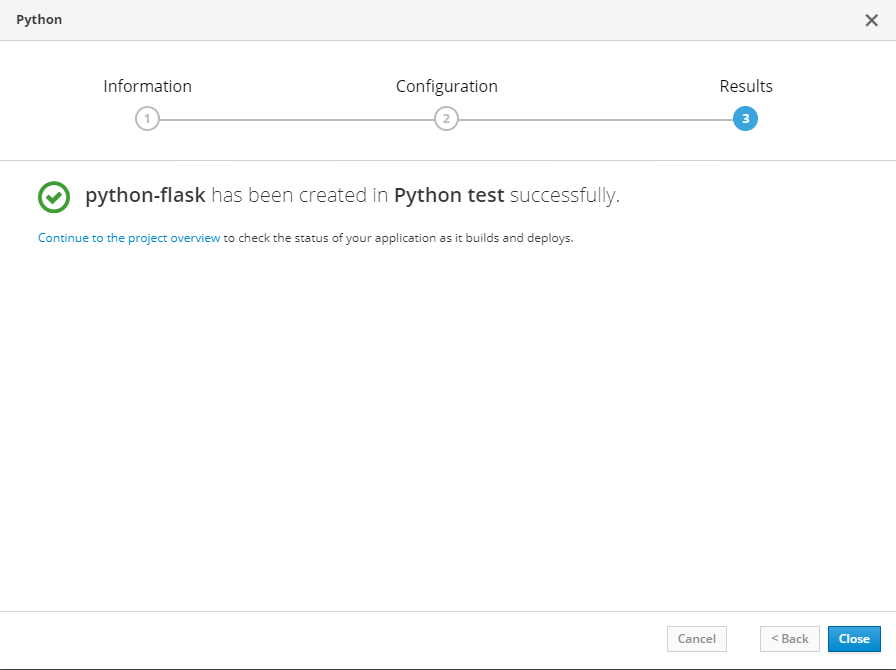 Python
Information Configuration Results
1 2 3
python-flask has been created in Python test successfully.
Continue to the project overview to check the status of your application as it builds and deploys.
Cancel < Back Close